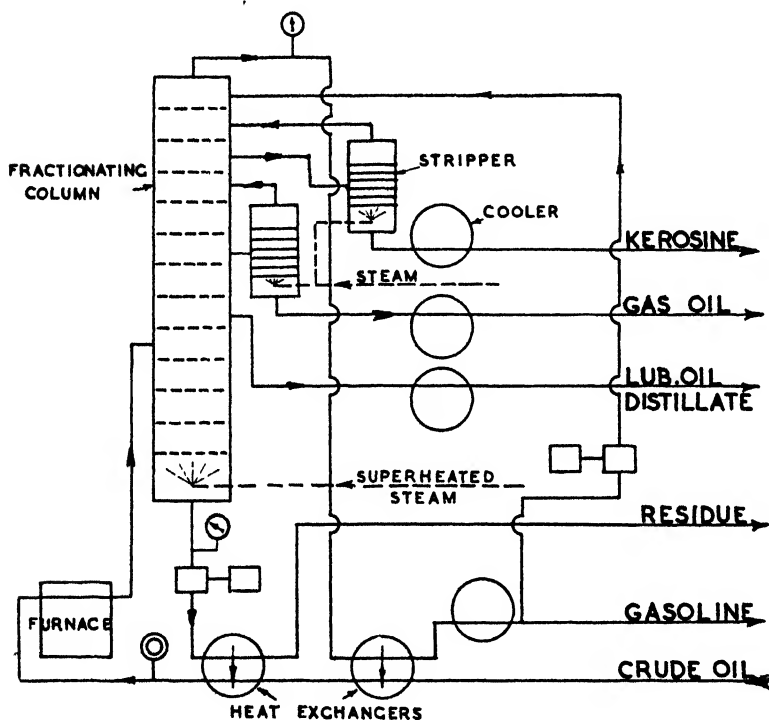 FRACTIONATING
COLUMN
STRIPPER
COOLER
KEROSINE
STEAM
GAS OIL
LUB. OIL
DISTILLATE
SUPERHEATED
STEAM
RESIDUE
FURNACE
GASOLINE
CRUDE OIL
HEAT EXCHANGERS